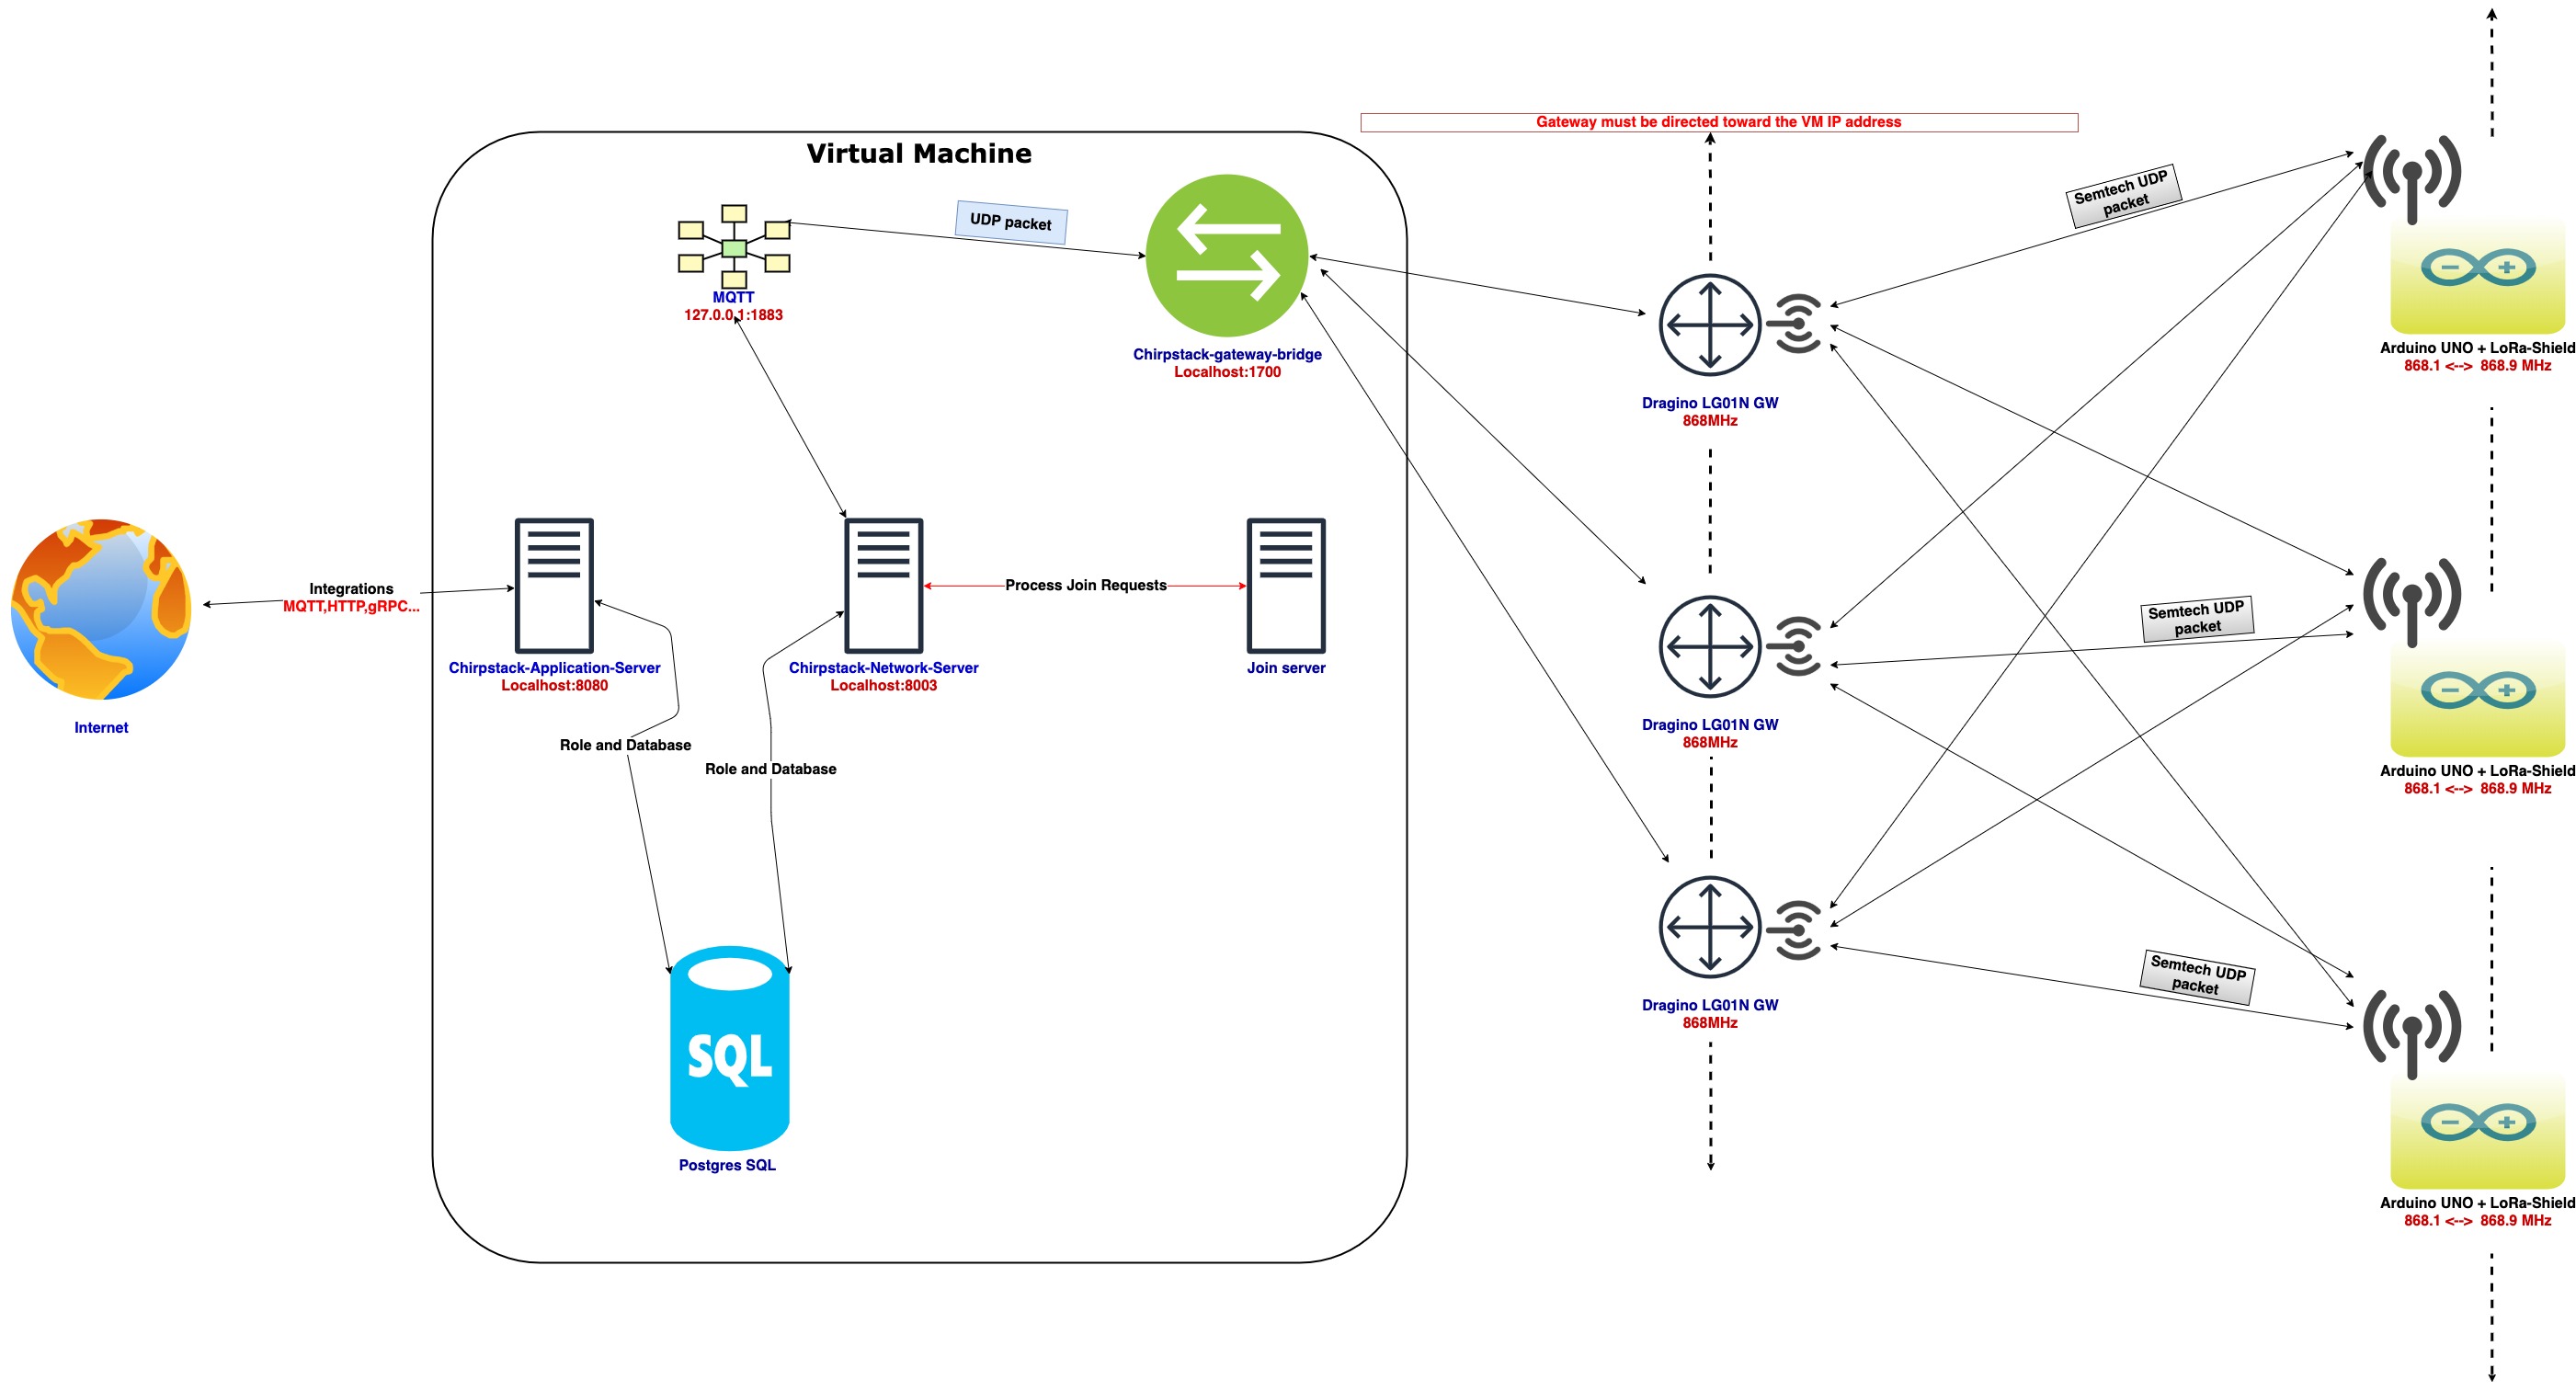 Gateway must be directed toward the VM IP address
Virtual Machine
Semtech UDP
packet
UDP packet
MQTT
127.0.0.1:1883
Chirpstack-gateway-bridge
Localhost:1700
Arduino UNO + LoRa-Shield
868.1 <--> 868.9 MHz
Dragino LG01N GW
868MHz
Integrations
MQTT,HTTP,gRPC...
Process Join Requests
Semtech UDP
packet
Chirpstack-Application-Server
Localhost:8080
Chirpstack-Network-Server
Localhost:8003
Join server
Internet
Dragino LG01N GW
868MHz
Role and Database
Role and Database
Arduino UNO + LoRa-Shield
868.1 <--> 868.9 MHz
Semtech UDP
packet
Dragino LG01N GW
868MHz
SQL
Postgres SQL
Arduino UNO + LoRa-Shield
868.1 <--> 868.9 MHz